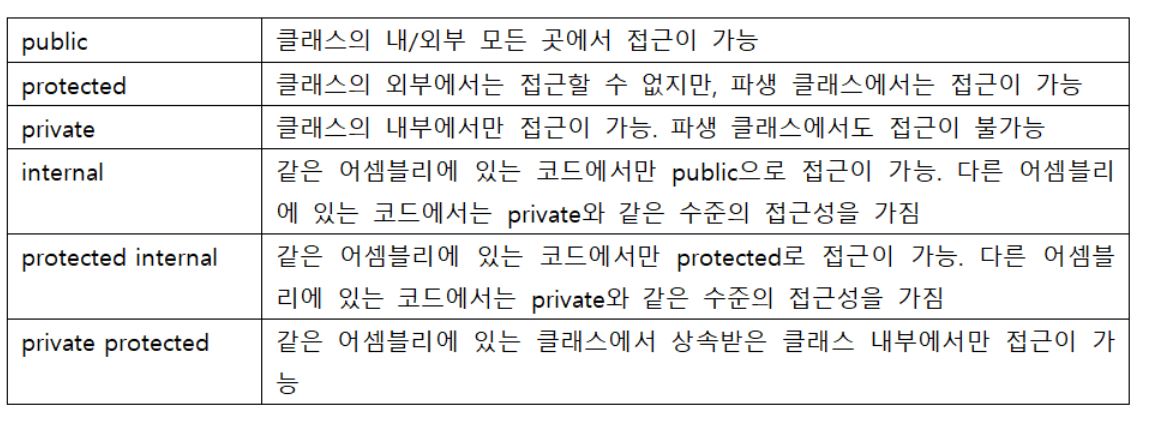 public 클래스의 내/외부 모든 곳에서 접근이 가능
protected 클래스의 외부에서는 접근할 수 없지만, 파생 클래스에서는 접근이 가능
private 클래스의 내부에서만 접근이 가능. 파생 클래스에서도 접근이 불가능
internal 같은 어셈블리에 있는 코드에서만 public으로 접근이 가능. 다른 어셈블리
에 있는 코드에서는 private와 같은 수준의 접근성을 가짐
protected internal 같은 어셈블리에 있는 코드에서만 protected로 접근이 가능. 다른 어셈블
리에 있는 코드에서는 private와 같은 수준의 접근성을 가짐
private protected 같은 어셈블리에 있는 클래스에서 상속받은 클래스 내부에서만 접근이 가
능